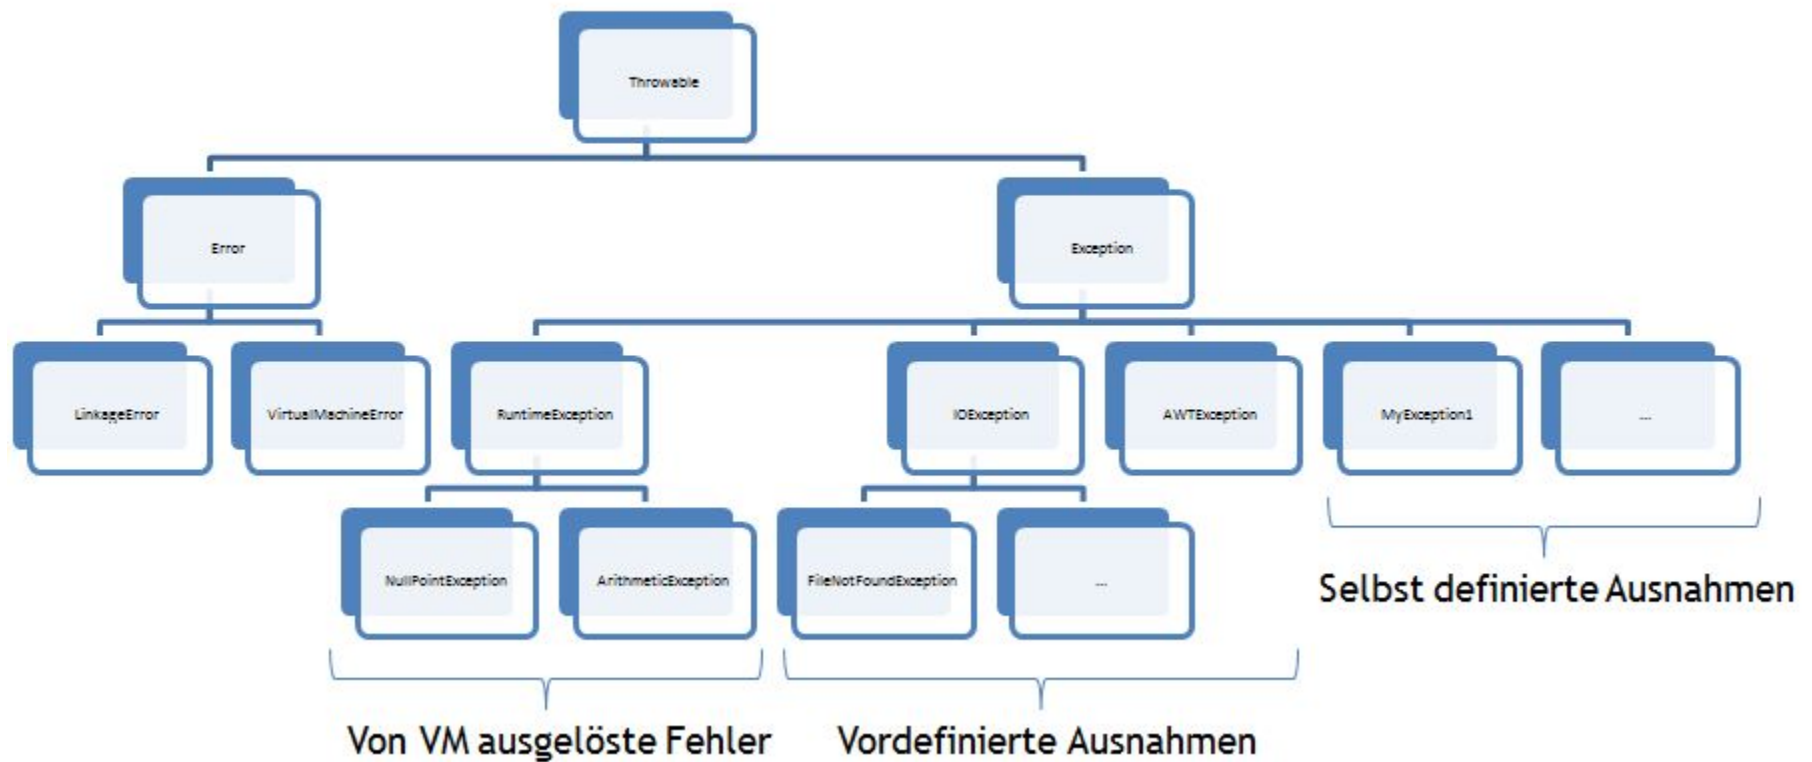 Throwable
Error
Exception
LinkageError
VirtualMachineError
RuntimeException
IOException
AWTException
MyException1
...
NullPointException
ArithmeticException
FileNotFoundException
...
Selbst definierte Ausnahmen
Von VM ausgelöste Fehler
Vordefinierte Ausnahmen